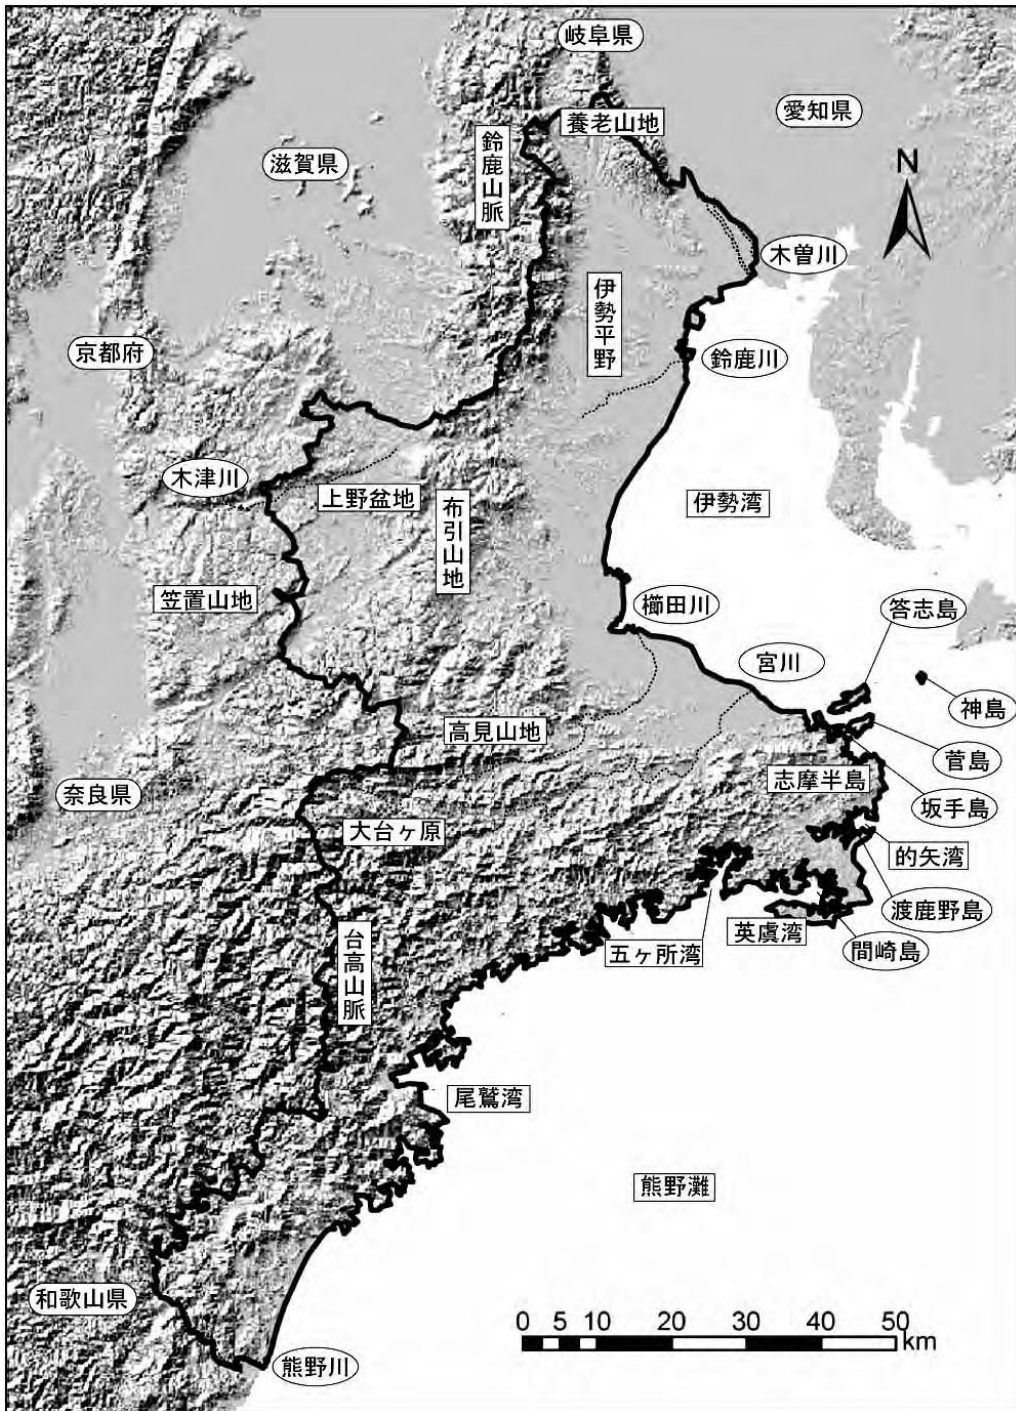 岐阜県
愛知県
養老山地
鈴鹿山脈
滋賀県
N
木曽川
伊勢平野
京都府
鈴鹿川
木津川
上野盆地
布引山地
伊勢湾
笠置山地
櫛田川
答志島
宮川
神島
高見山地
菅島
志摩半島
奈良県
坂手島
大台ヶ原
的矢湾
渡鹿野島
英虞湾
間崎島
五ヶ所湾
台高山脈
尾鷲湾
熊野灘
和歌山県
0 5 10 20 30 40 50
km
熊野川